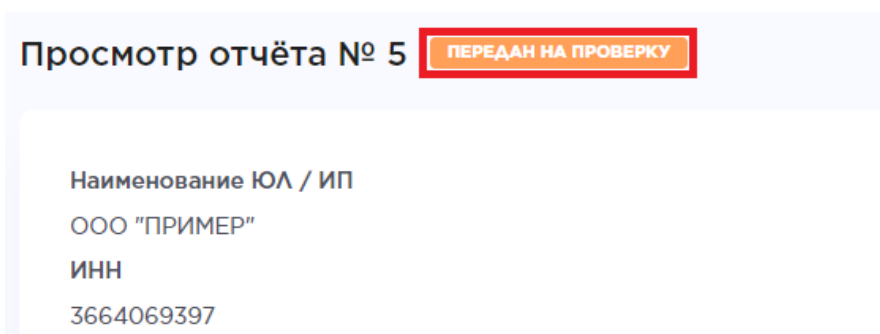 Просмотр отчёта № 5 ПЕРЕДАН НА ПРОВЕРКУ
Наименование ЮЛ / ИП
ООО "ПРИМЕР"
ИНН
3664069397